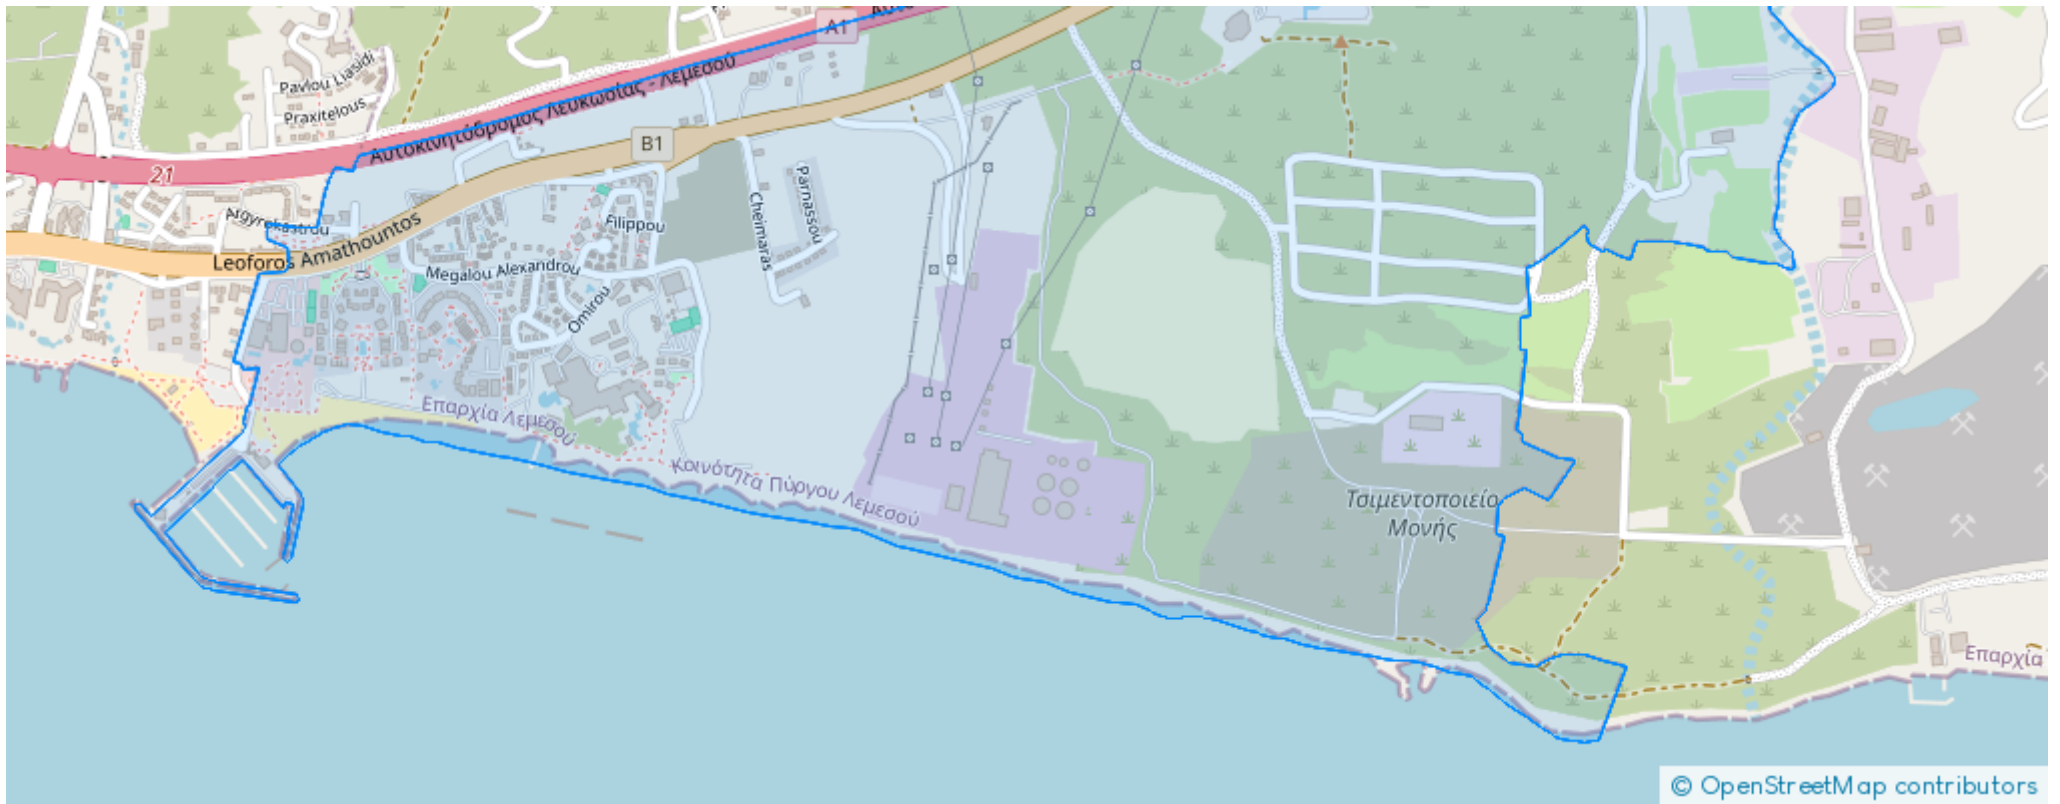 Αυτο
A1
Pavlou Liasidi
Αυτοκινητόδρομος Λευκωσίας - Λεμεσού
Praxitelous
B1
21
Parnassou
Cheimaras
Argyrokastrou
Filippou
Leoforos Amathountos
Megalou Alexandrou
Omirou
Επαρχία Λεμεσού
Κοινότητα Πύργου Λεμεσού
Τσιμεντοποιείο
Μονής
Επαρχία
© OpenStreetMap contributors